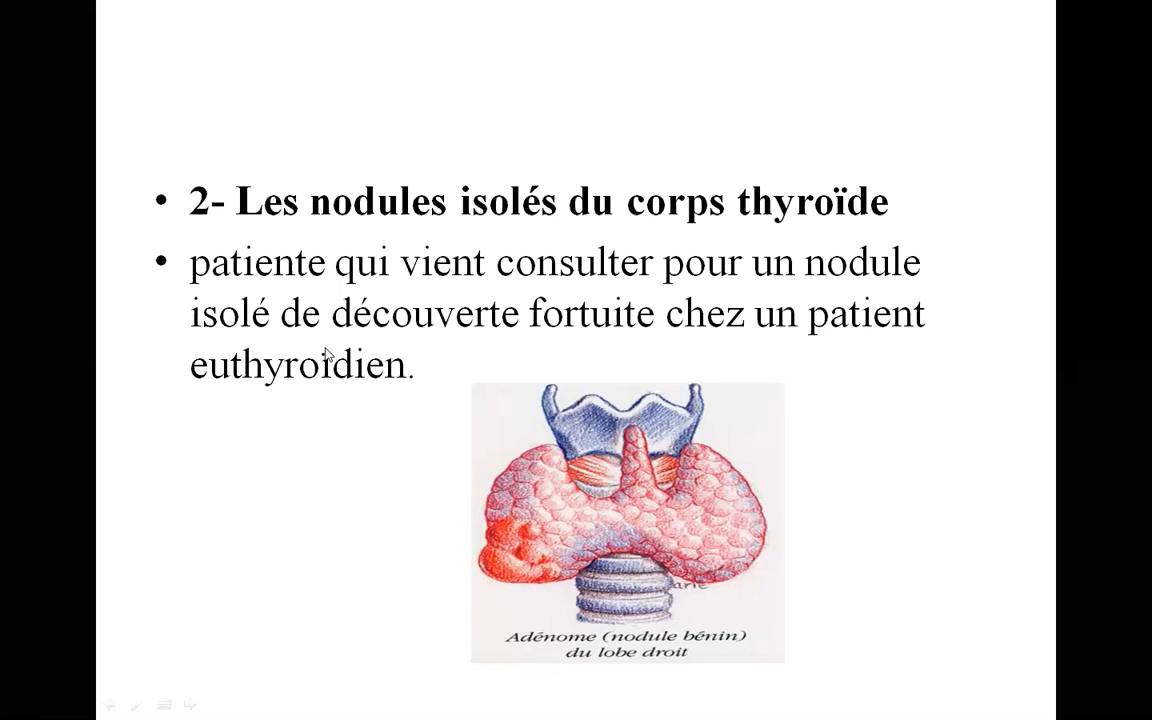 • 2- Les nodules isolés du corps thyroïde
• patiente qui vient consulter pour un nodule
isolé de découverte fortuite chez un patient
euthyroïdien.
Adénome (nodule bénin)
du lobe droit